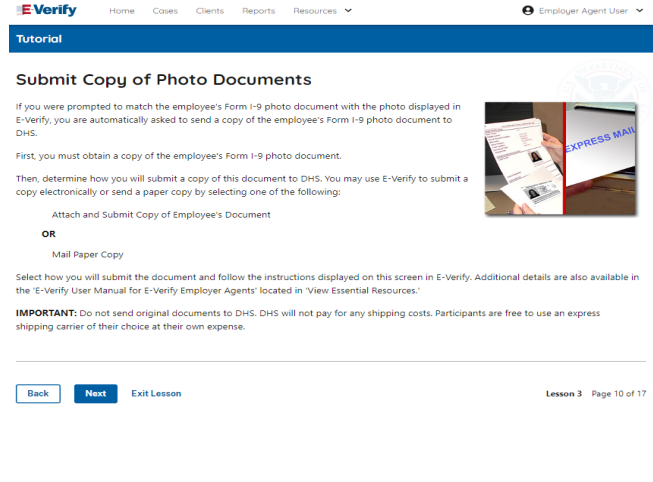 E-Verify Home Cases Clients Reports Resources Employer Agent User
Tutorial
Submit Copy of Photo Documents
If you were prompted to match the employee's Form I-9 photo document with the photo displayed in
E-Verify, you are automatically asked to send a copy of the employee's Form I-9 photo document to
DHS.
First, you must obtain a copy of the employee's Form I-9 photo document.
Then, determine how you will submit a copy of this document to DHS. You may use E-Verify to submit a
copy electronically or send a paper copy by selecting one of the following:
Attach and Submit Copy of Employee's Document
OR
Mail Paper Copy
EXPRESS MAIL
Select how you will submit the document and follow the instructions displayed on this screen in E-Verify. Additional details are also available in
the 'E-Verify User Manual for E-Verify Employer Agents' located in 'View Essential Resources.'
IMPORTANT: Do not send original documents to DHS. DHS will not pay for any shipping costs. Participants are free to use an express
shipping carrier of their choice at their own expense.
Back Next Exit Lesson Lesson 3 Page 10 of 17